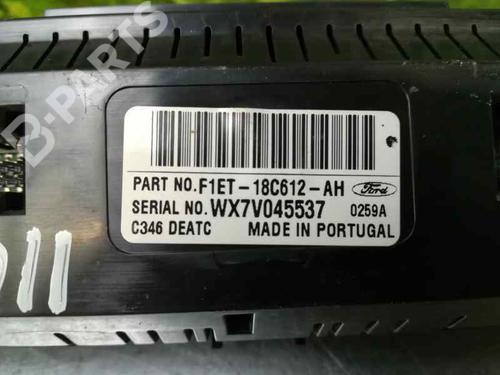 B-PARTS
PART NO. F1ET-18C612-AH Ford
SERIAL NO. WX7V045537 0259A
C346 DEATC MADE IN PORTUGAL